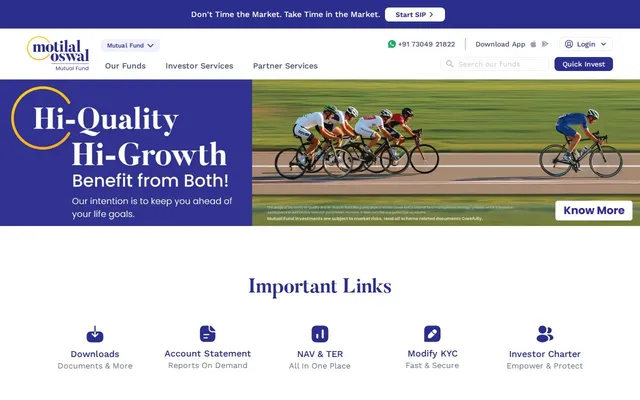 Don't Time the Market. Take Time in the Market.
Start SIP
motilal oswal
Mutual Fund
Mutual Fund
+91 73049 21822
Download App
Login
Our Funds
Investor Services
Partner Services
Search our funds
Quick Invest
Hi-Quality
Hi-Growth
Benefit from Both!
Our intention is to keep you ahead of
your life goals.
Mutual Fund investments are subject to market risks, read all scheme related documents carefully.
Know More
Important Links
Downloads
Documents & More
Account Statement
Reports On Demand
NAV & TER
All In One Place
Modify KYC
Fast & Secure
Investor Charter
Empower & Protect